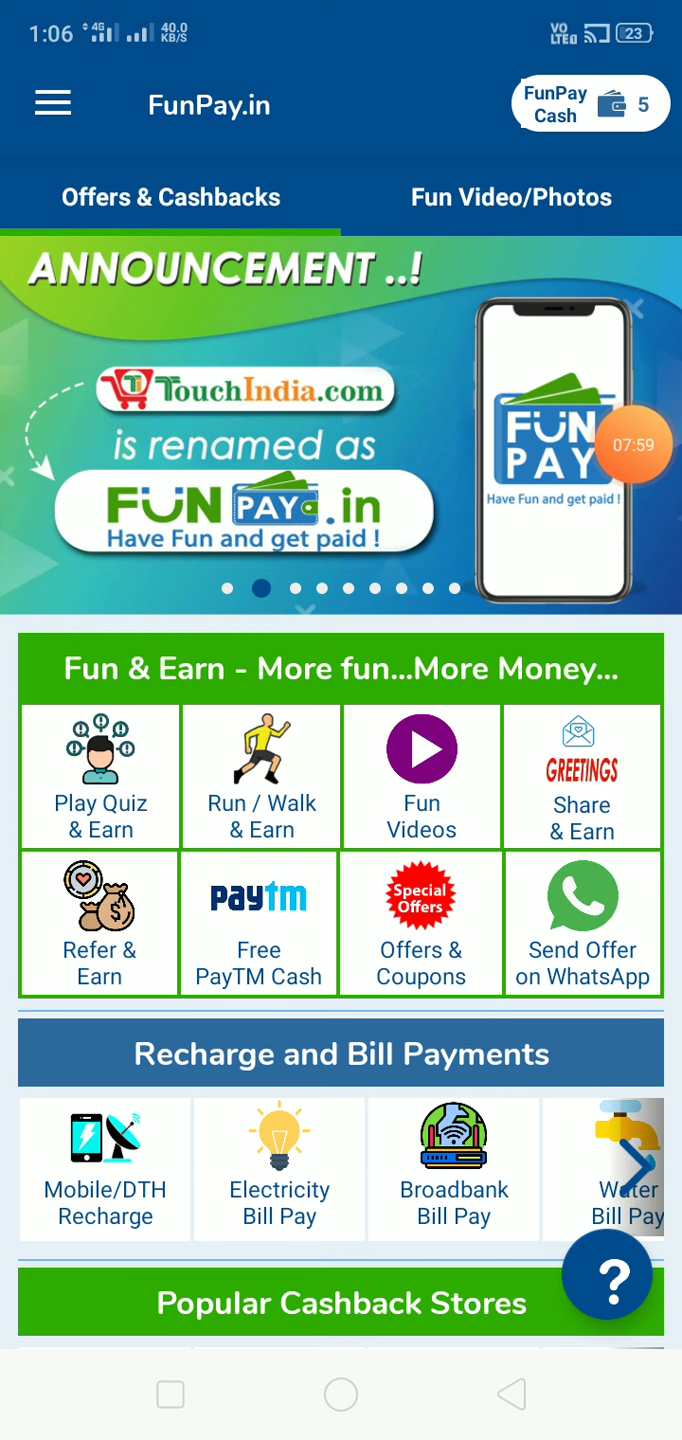 1:06 4G 40.0 KB/S VO LTE 23
FunPay.in
FunPay
Cash
5
Offers & Cashbacks
Fun Video/Photos
ANNOUNCEMENT ..!
TouchIndia.com
is renamed as
FUN PAY .in
Have Fun and get paid !
FUN
PAY
Have Fun and get paid !
07:59
Fun & Earn - More fun...More Money...
Play Quiz
& Earn
Run / Walk
& Earn
Fun
Videos
GREETINGS
Share
& Earn
Refer &
Earn
paytm
Free
PayTM Cash
Special
Offers
Offers &
Coupons
Send Offer
on WhatsApp
Recharge and Bill Payments
Mobile/DTH
Recharge
Electricity
Bill Pay
Broadbank
Bill Pay
Water
Bill Pay
?
Popular Cashback Stores